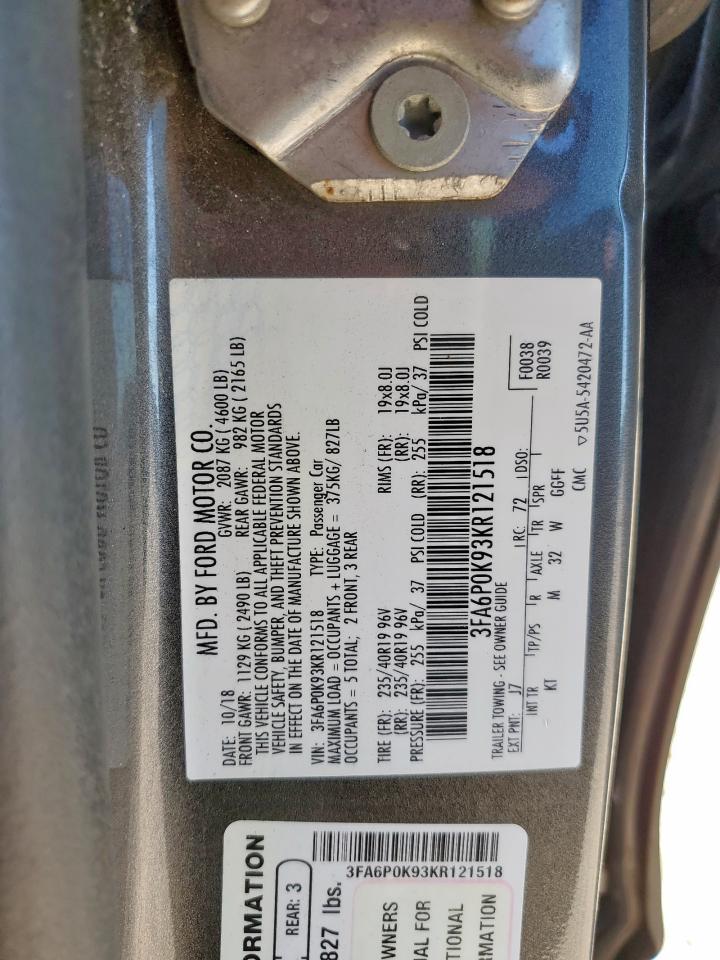 MFD. BY FORD MOTOR CO.
DATE: 10/18 GVWR: 2087 KG ( 4600 LB)
FRONT GAWR: 1129 KG ( 2490 LB) REAR GAWR: 982 KG ( 2165 LB)
THIS VEHICLE CONFORMS TO ALL APPLICABLE FEDERAL MOTOR
VEHICLE SAFETY, BUMPER, AND THEFT PREVENTION STANDARDS
IN EFFECT ON THE DATE OF MANUFACTURE SHOWN ABOVE.
VIN: 3FA6P0K93KR121518 TYPE: Passenger Car
MAXIMUM LOAD = OCCUPANTS + LUGGAGE = 375KG/ 827LB
OCCUPANTS = 5 TOTAL; 2 FRONT, 3 REAR
TIRE (FR): 235/40R19 96V RIMS (FR): 19x8.0J
(RR): 235/40R19 96V (RR): 19x8.0J
PRESSURE (FR): 255 kPa/ 37 PSI COLD (RR): 255 kPa/ 37 PSI COLD
3FA6P0K93KR121518
TRAILER TOWING - SEE OWNER GUIDE
F0038
R0039
EXT PNT: J7 RC: 72 DSO:
INT TR TP/PS R AXLE TR SPR
KT M 32 W GGFF
CMC ▽5U5A-5420472-AA
ORMATION
REAR: 3
827 lbs.
3FA6P0K93KR121518
WNERS
AL FOR
TIONAL
RMATION